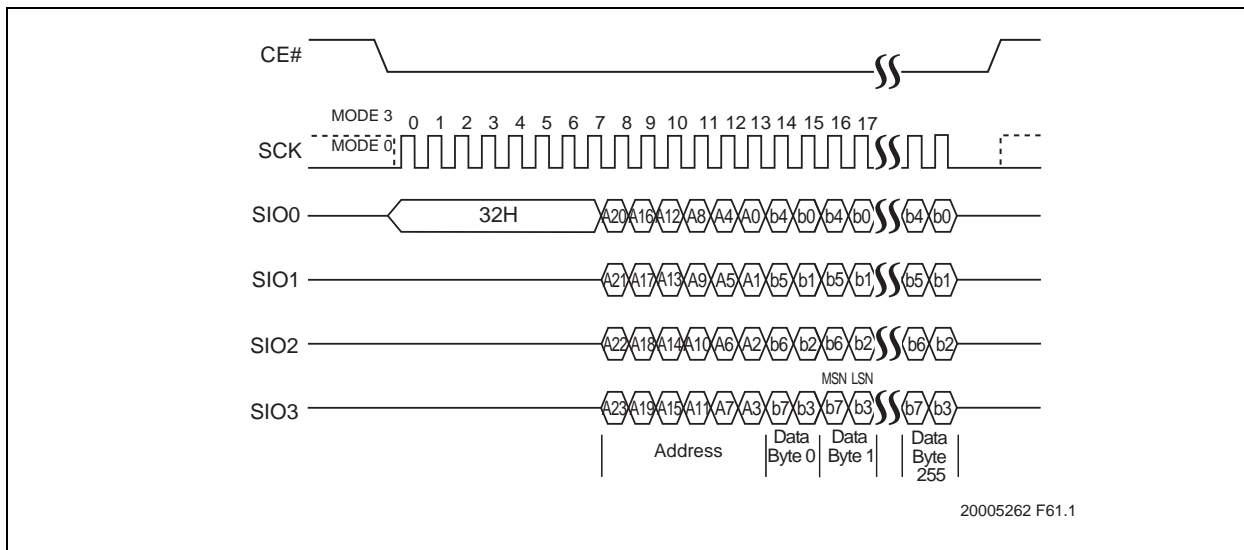 CE#
MODE 3
0 1 2 3 4 5 6 7 8 9 10 11 12 13 14 15 16 17
SCK
MODE 0
SIO0
32H
A20 A16 A12 A8 A4 A0 b4 b0 b4 b0 b4 b0
SIO1
A21 A17 A13 A9 A5 A1 b5 b1 b5 b1 b5 b1
SIO2
A22 A18 A14 A10 A6 A2 b6 b2 b6 b2 b6 b2
MSN LSN
SIO3
A23 A19 A15 A11 A7 A3 b7 b3 b7 b3 b7 b3
Address
Data
Byte 0
Data
Byte 1
Data
Byte
255
20005262 F61.1